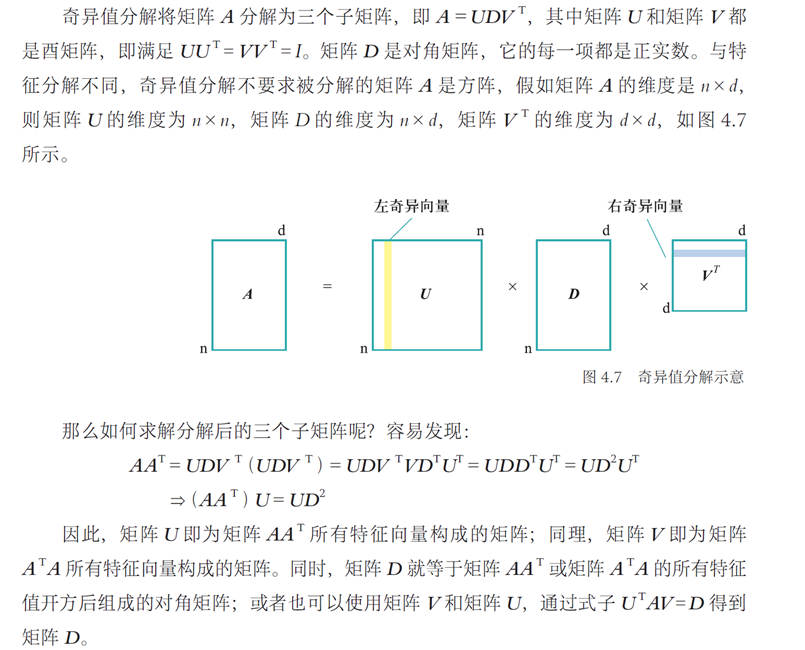 奇异值分解将矩阵 A 分解为三个子矩阵，即 A = UDV^T，其中矩阵 U 和矩阵 V 都
是酉矩阵，即满足 UU^T = VV^T = I。矩阵 D 是对角矩阵，它的每一项都是正实数。与特
征分解不同，奇异值分解不要求被分解的矩阵 A 是方阵，假如矩阵 A 的维度是 n×d，
则矩阵 U 的维度为 n×n，矩阵 D 的维度为 n×d，矩阵 V^T 的维度为 d×d，如图 4.7
所示。
左奇异向量 右奇异向量
d n d d
A = U × D × V^T
d
n n n
图 4.7 奇异值分解示意
那么如何求解分解后的三个子矩阵呢？容易发现：
AA^T = UDV^T (UDV^T) = UDV^T VD^T U^T = UDD^T U^T = UD^2 U^T
⇒ (AA^T) U = UD^2
因此，矩阵 U 即为矩阵 AA^T 所有特征向量构成的矩阵；同理，矩阵 V 即为矩阵
A^T A 所有特征向量构成的矩阵。同时，矩阵 D 就等于矩阵 AA^T 或矩阵 A^T A 的所有特征
值开方后组成的对角矩阵；或者也可以使用矩阵 V 和矩阵 U，通过式子 U^T AV = D 得到
矩阵 D。